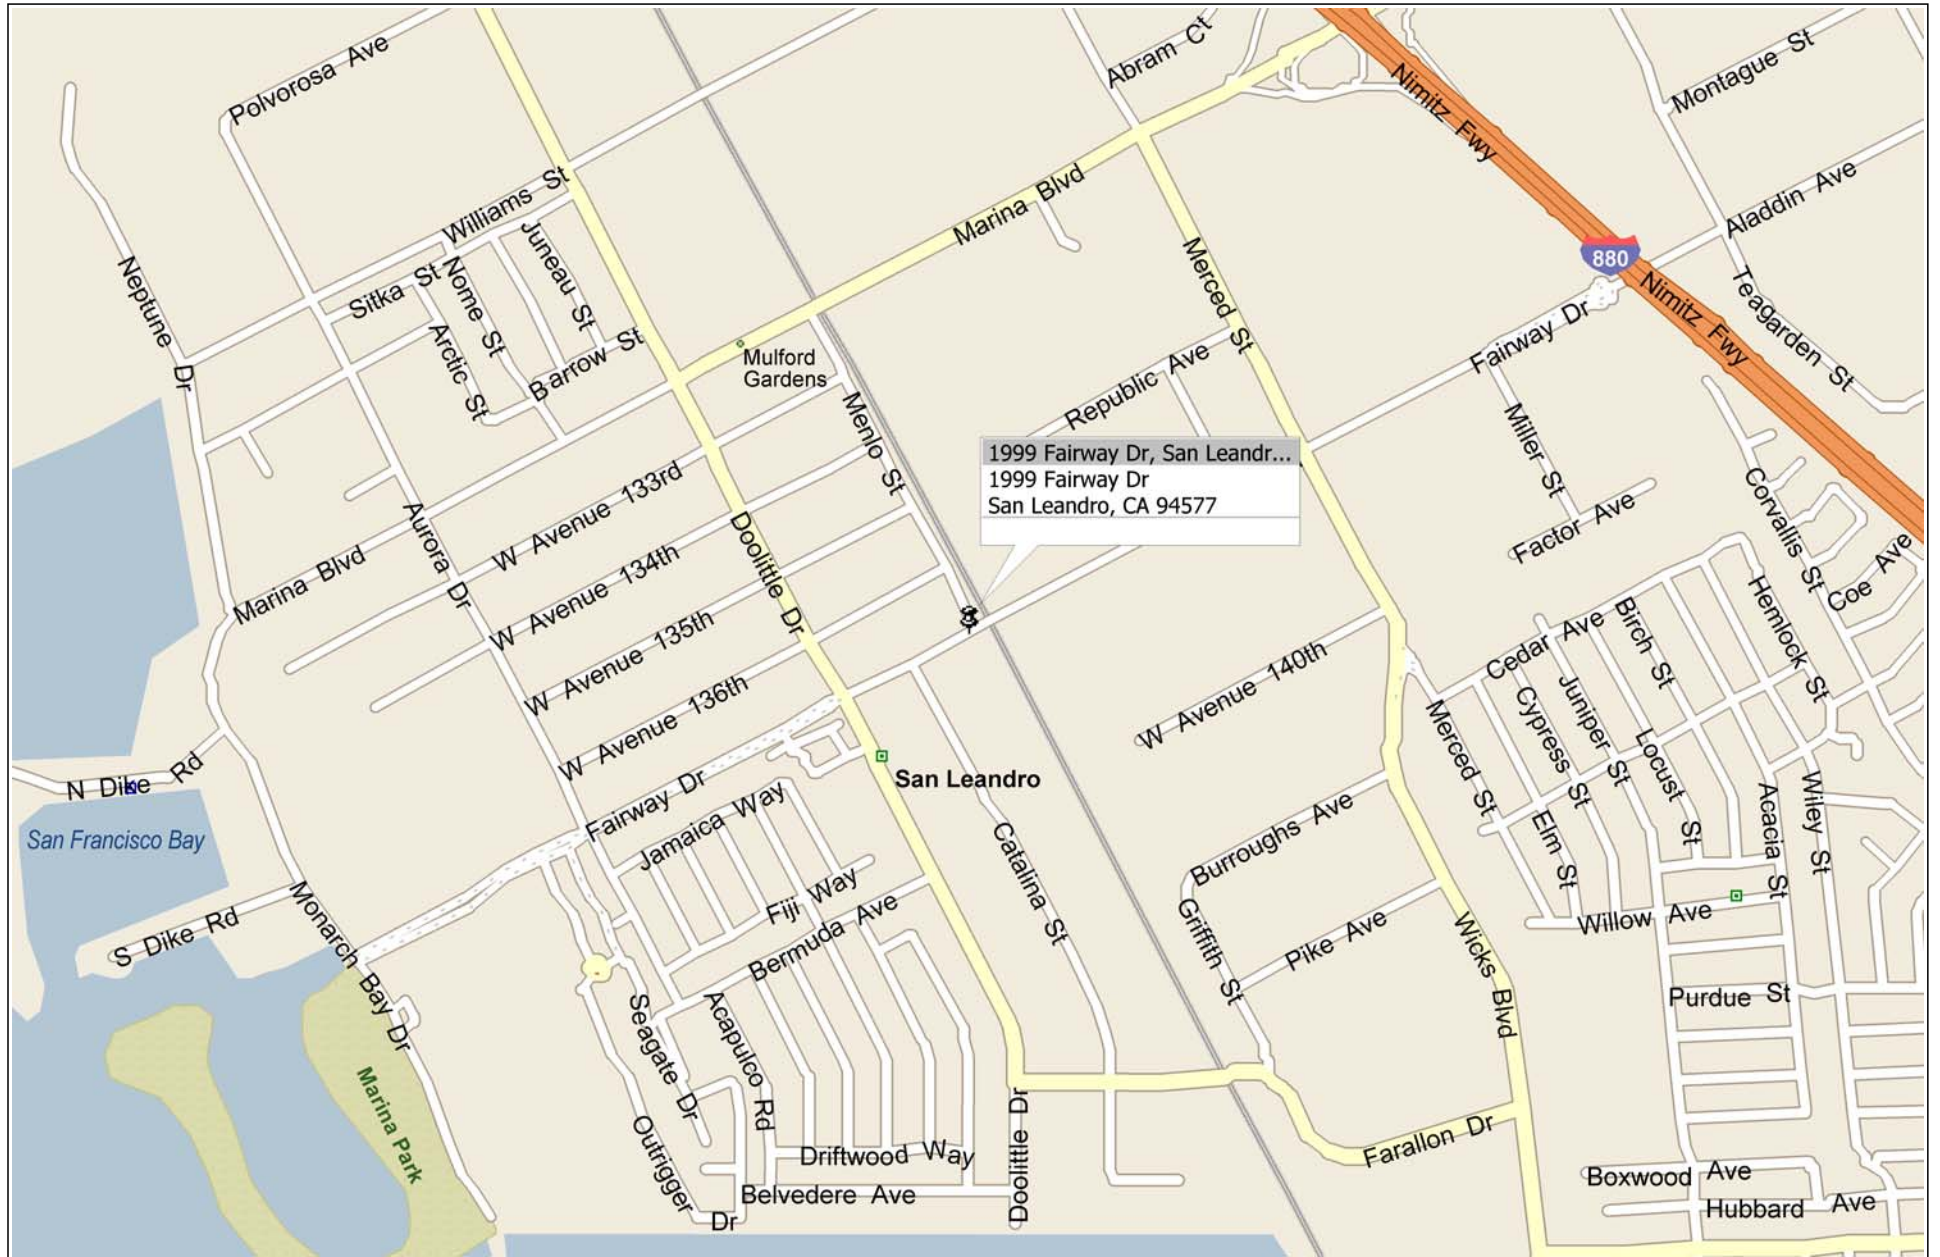 Polvorosa Ave
Abram Ct
Montague St
Nimitz Fwy
Aladdin Ave
Williams St
Marina Blvd
Juneau St
Neptune Dr
Sitka St
Nome St
Merced St
880
Nimitz Fwy
Teagarden St
Fairway Dr
Arctic St
Barrow St
Mulford
Gardens
Republic Ave
Menlo St
Miller St
1999 Fairway Dr, San Leandr...
1999 Fairway Dr
San Leandro, CA 94577
W Avenue 133rd
Corvallis St
Factor Ave
Aurora Dr
Doolittle Dr
Marina Blvd
W Avenue 134th
Coe Ave
Hemlock St
W Avenue 135th
Birch St
Cedar Ave
W Avenue 136th
W Avenue 140th
Juniper St
Cypress St
Merced St
Locust St
N Dike Rd
San Leandro
Fairway Dr
Jamaica Way
San Francisco Bay
Burroughs Ave
Elm St
Acacia St
Wiley St
Catalina St
Fiji Way
Bermuda Ave
Monarch Bay Dr
S Dike Rd
Griffith St
Pike Ave
Willow Ave
Wicks Blvd
Purdue St
Seagate Dr
Acapulco Rd
Marina Park
Outrigger Dr
Doolittle Dr
Driftwood Way
Farallon Dr
Belvedere Ave
Boxwood Ave
Hubbard Ave